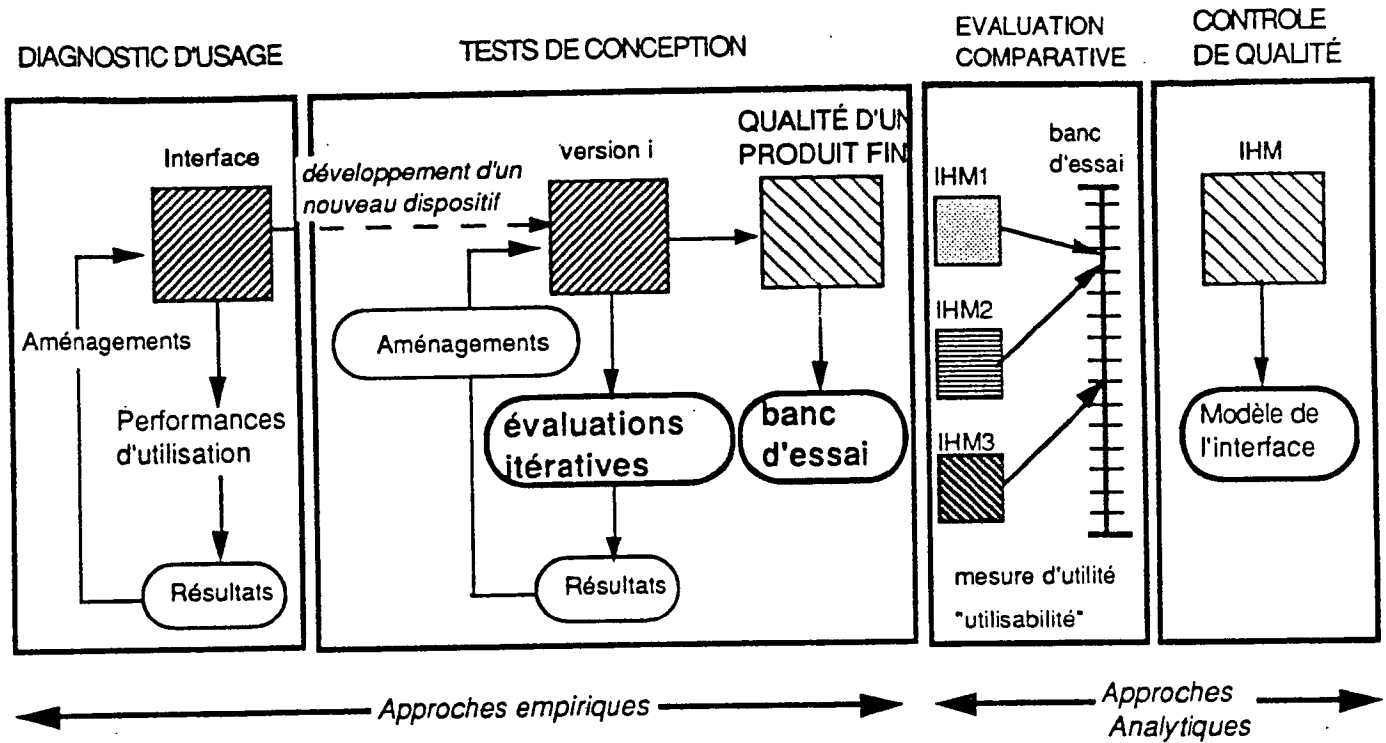 DIAGNOSTIC D'USAGE
TESTS DE CONCEPTION
EVALUATION
COMPARATIVE
CONTROLE
DE QUALITÉ
Interface
développement d'un
nouveau dispositif
Aménagements
Performances
d'utilisation
Résultats
version i
QUALITÉ D'UN
PRODUIT FIN
Aménagements
évaluations
itératives
banc
d'essai
Résultats
banc
d'essai
IHM1
IHM2
IHM3
mesure d'utilité
"utilisabilité"
IHM
Modèle de
l'interface
Approches empiriques
Approches
Analytiques